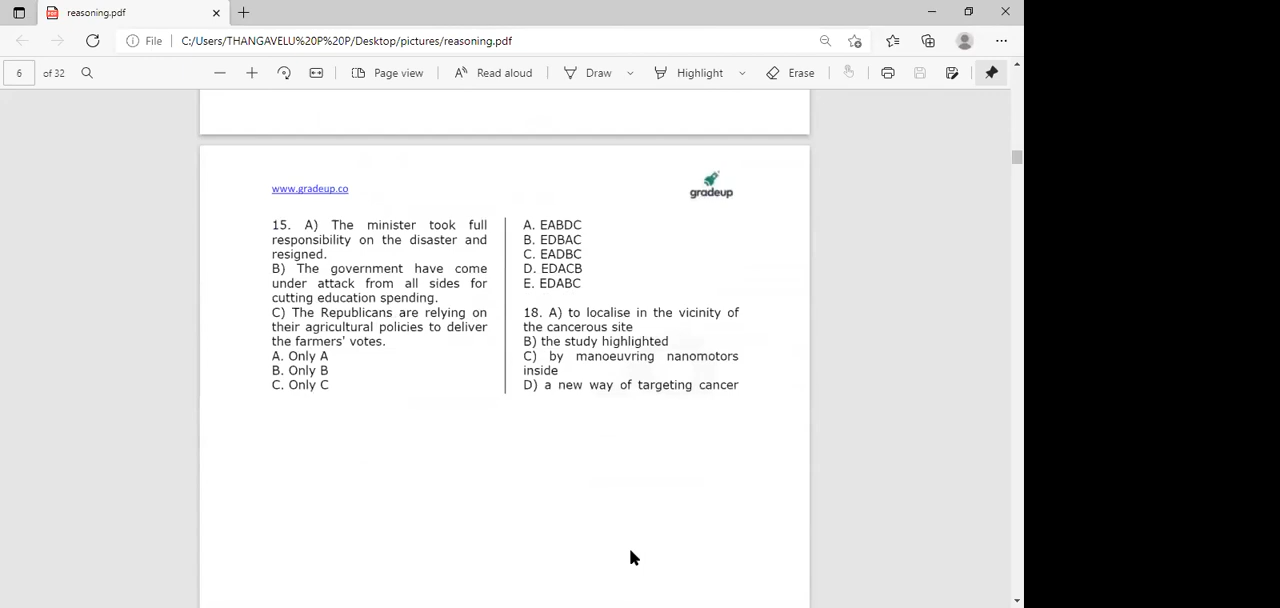 reasoning.pdf
File
C:/Users/THANGAVELU%20P%20P/Desktop/pictures/reasoning.pdf
6 of 32
Page view
Read aloud
Draw
Highlight
Erase
www.gradeup.co
gradeup
15. A) The minister took full
responsibility on the disaster and
resigned.
B) The government have come
under attack from all sides for
cutting education spending.
C) The Republicans are relying on
their agricultural policies to deliver
the farmers' votes.
A. Only A
B. Only B
C. Only C
A. EABDC
B. EDBAC
C. EADBC
D. EDACB
E. EDABC
18. A) to localise in the vicinity of
the cancerous site
B) the study highlighted
C) by manoeuvring nanomotors
inside
D) a new way of targeting cancer